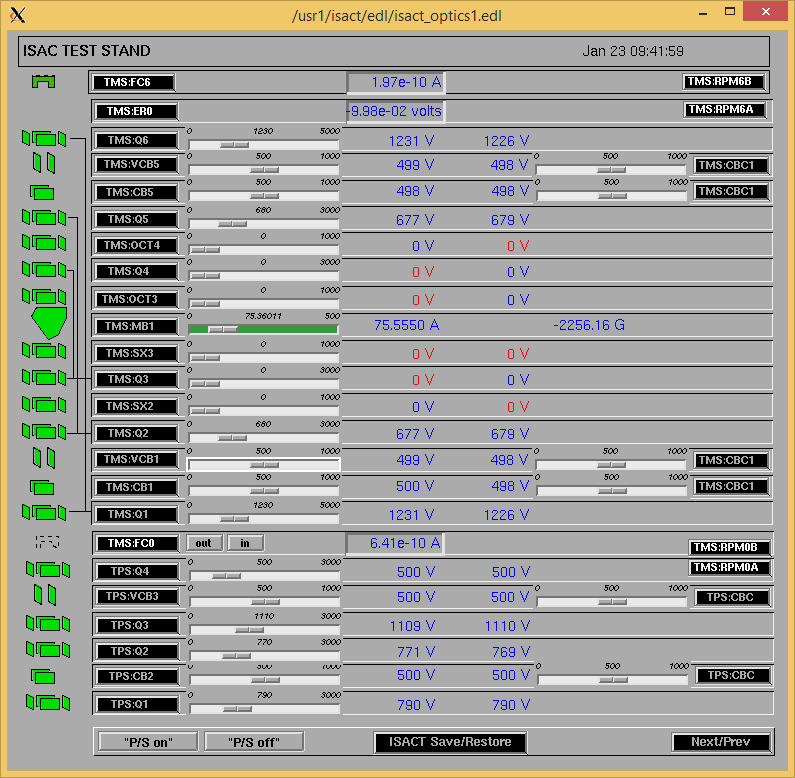 /usr1/isact/edl/isact_optics1.edl
ISAC TEST STAND Jan 23 09:41:59
TMS:FC6 1.97e-10 A TMS:RPM6B
TMS:ER0 -9.98e-02 volts TMS:RPM6A
TMS:Q6 0 1230 5000 1231 V 1226 V
TMS:VCB5 0 500 1000 499 V 498 V 0 500 1000 TMS:CBC1
TMS:CB5 0 500 1000 498 V 498 V 0 500 1000 TMS:CBC1
TMS:Q5 0 680 3000 677 V 679 V
TMS:OCT4 0 0 1000 0 V 0 V
TMS:Q4 0 0 3000 0 V 0 V
TMS:OCT3 0 0 1000 0 V 0 V
TMS:MB1 0 75.36011 500 75.5550 A -2256.16 G
TMS:SX3 0 0 1000 0 V 0 V
TMS:Q3 0 0 3000 0 V 0 V
TMS:SX2 0 0 1000 0 V 0 V
TMS:Q2 0 680 3000 677 V 679 V
TMS:VCB1 0 500 1000 499 V 498 V 0 500 1000 TMS:CBC1
TMS:CB1 0 500 1000 500 V 498 V 0 500 1000 TMS:CBC1
TMS:Q1 0 1230 5000 1231 V 1226 V
TMS:FC0 out in 6.41e-10 A TMS:RPM0B
TMS:RPM0A
TPS:Q4 0 500 3000 500 V 500 V
TPS:VCB3 0 500 1000 500 V 500 V 0 500 1000 TPS:CBC
TPS:Q3 0 1110 3000 1109 V 1110 V
TPS:Q2 0 770 3000 771 V 769 V
TPS:CB2 0 500 1000 500 V 500 V 0 500 1000 TPS:CBC
TPS:Q1 0 790 3000 790 V 790 V
"P/S on" "P/S off" ISACT Save/Restore Next/Prev